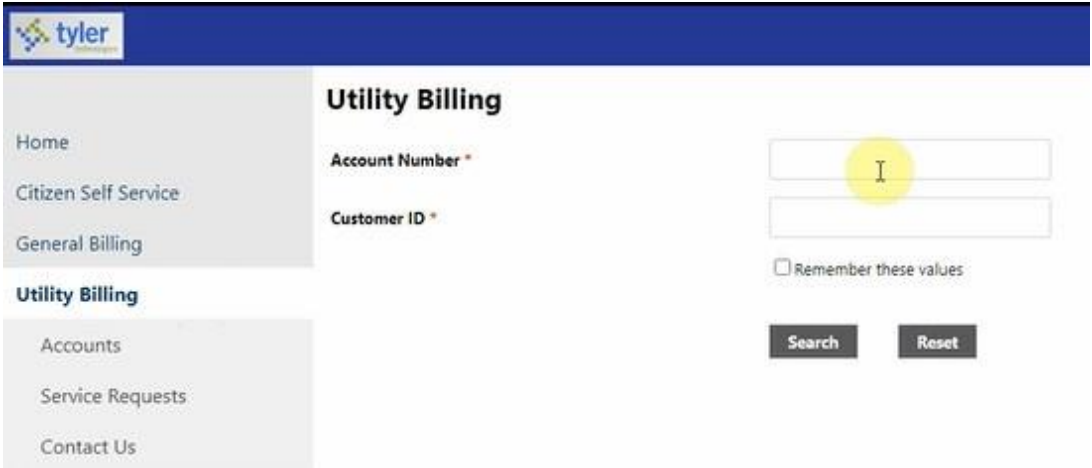 tyler
Utility Billing
Home
Citizen Self Service
General Billing
Utility Billing
Accounts
Service Requests
Contact Us
Account Number *
Customer ID *
Remember these values
Search
Reset